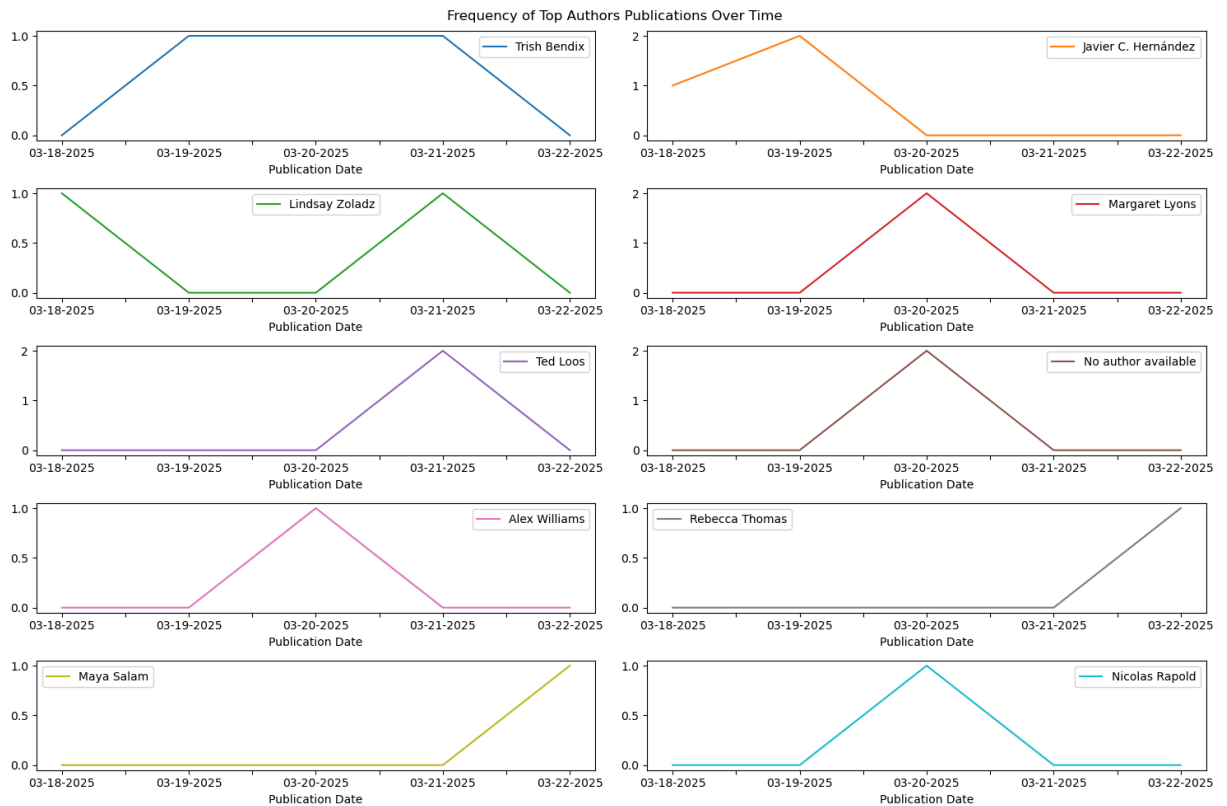 Frequency of Top Authors Publications Over Time
1.0
0.5
0.0
Trish Bendix
03-18-2025 03-19-2025 03-20-2025 03-21-2025 03-22-2025
Publication Date
2
1
0
Javier C. Hernández
03-18-2025 03-19-2025 03-20-2025 03-21-2025 03-22-2025
Publication Date
1.0
0.5
0.0
Lindsay Zoladz
03-18-2025 03-19-2025 03-20-2025 03-21-2025 03-22-2025
Publication Date
2
1
0
Margaret Lyons
03-18-2025 03-19-2025 03-20-2025 03-21-2025 03-22-2025
Publication Date
2
1
0
Ted Loos
03-18-2025 03-19-2025 03-20-2025 03-21-2025 03-22-2025
Publication Date
2
1
0
No author available
03-18-2025 03-19-2025 03-20-2025 03-21-2025 03-22-2025
Publication Date
1.0
0.5
0.0
Alex Williams
03-18-2025 03-19-2025 03-20-2025 03-21-2025 03-22-2025
Publication Date
1.0
0.5
0.0
Rebecca Thomas
03-18-2025 03-19-2025 03-20-2025 03-21-2025 03-22-2025
Publication Date
1.0
0.5
0.0
Maya Salam
03-18-2025 03-19-2025 03-20-2025 03-21-2025 03-22-2025
Publication Date
1.0
0.5
0.0
Nicolas Rapold
03-18-2025 03-19-2025 03-20-2025 03-21-2025 03-22-2025
Publication Date